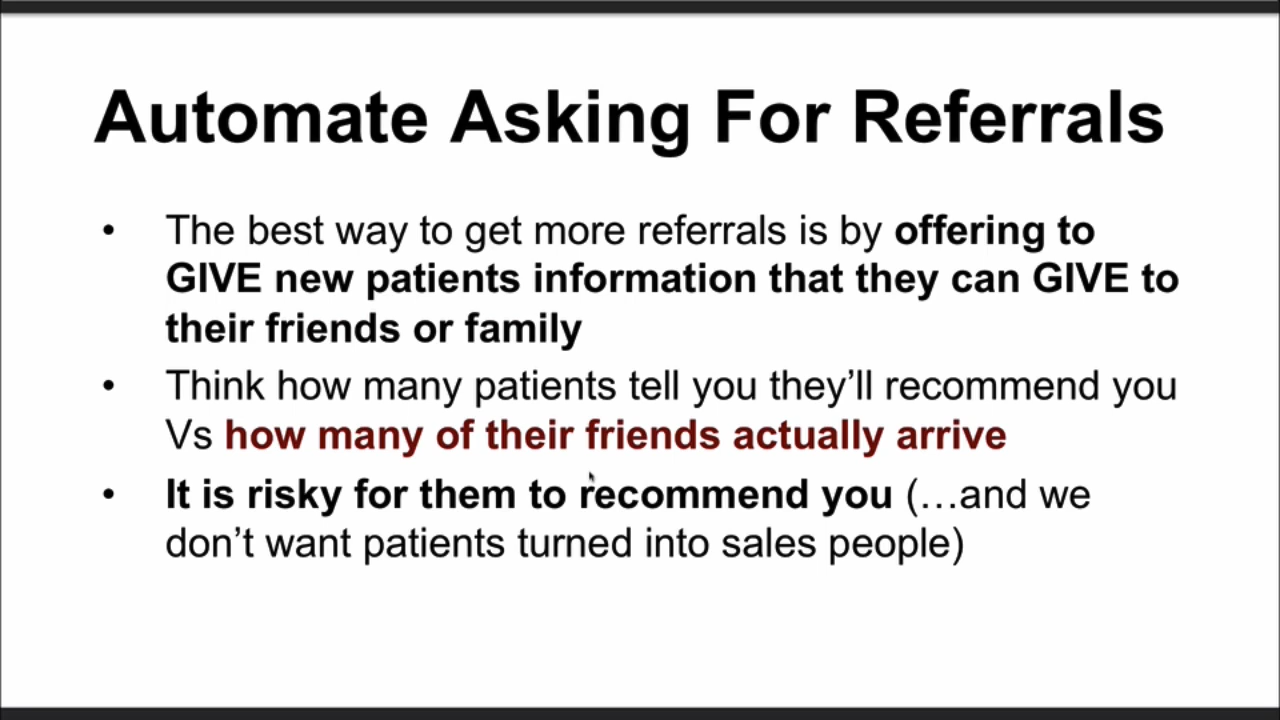 Automate Asking For Referrals
• The best way to get more referrals is by offering to
GIVE new patients information that they can GIVE to
their friends or family
• Think how many patients tell you they’ll recommend you
Vs how many of their friends actually arrive
• It is risky for them to recommend you (…and we
don’t want patients turned into sales people)